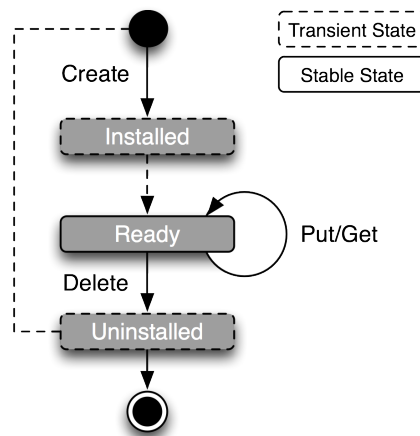 Transient State
Create
Stable State
Installed
Ready
Put/Get
Delete
Uninstalled